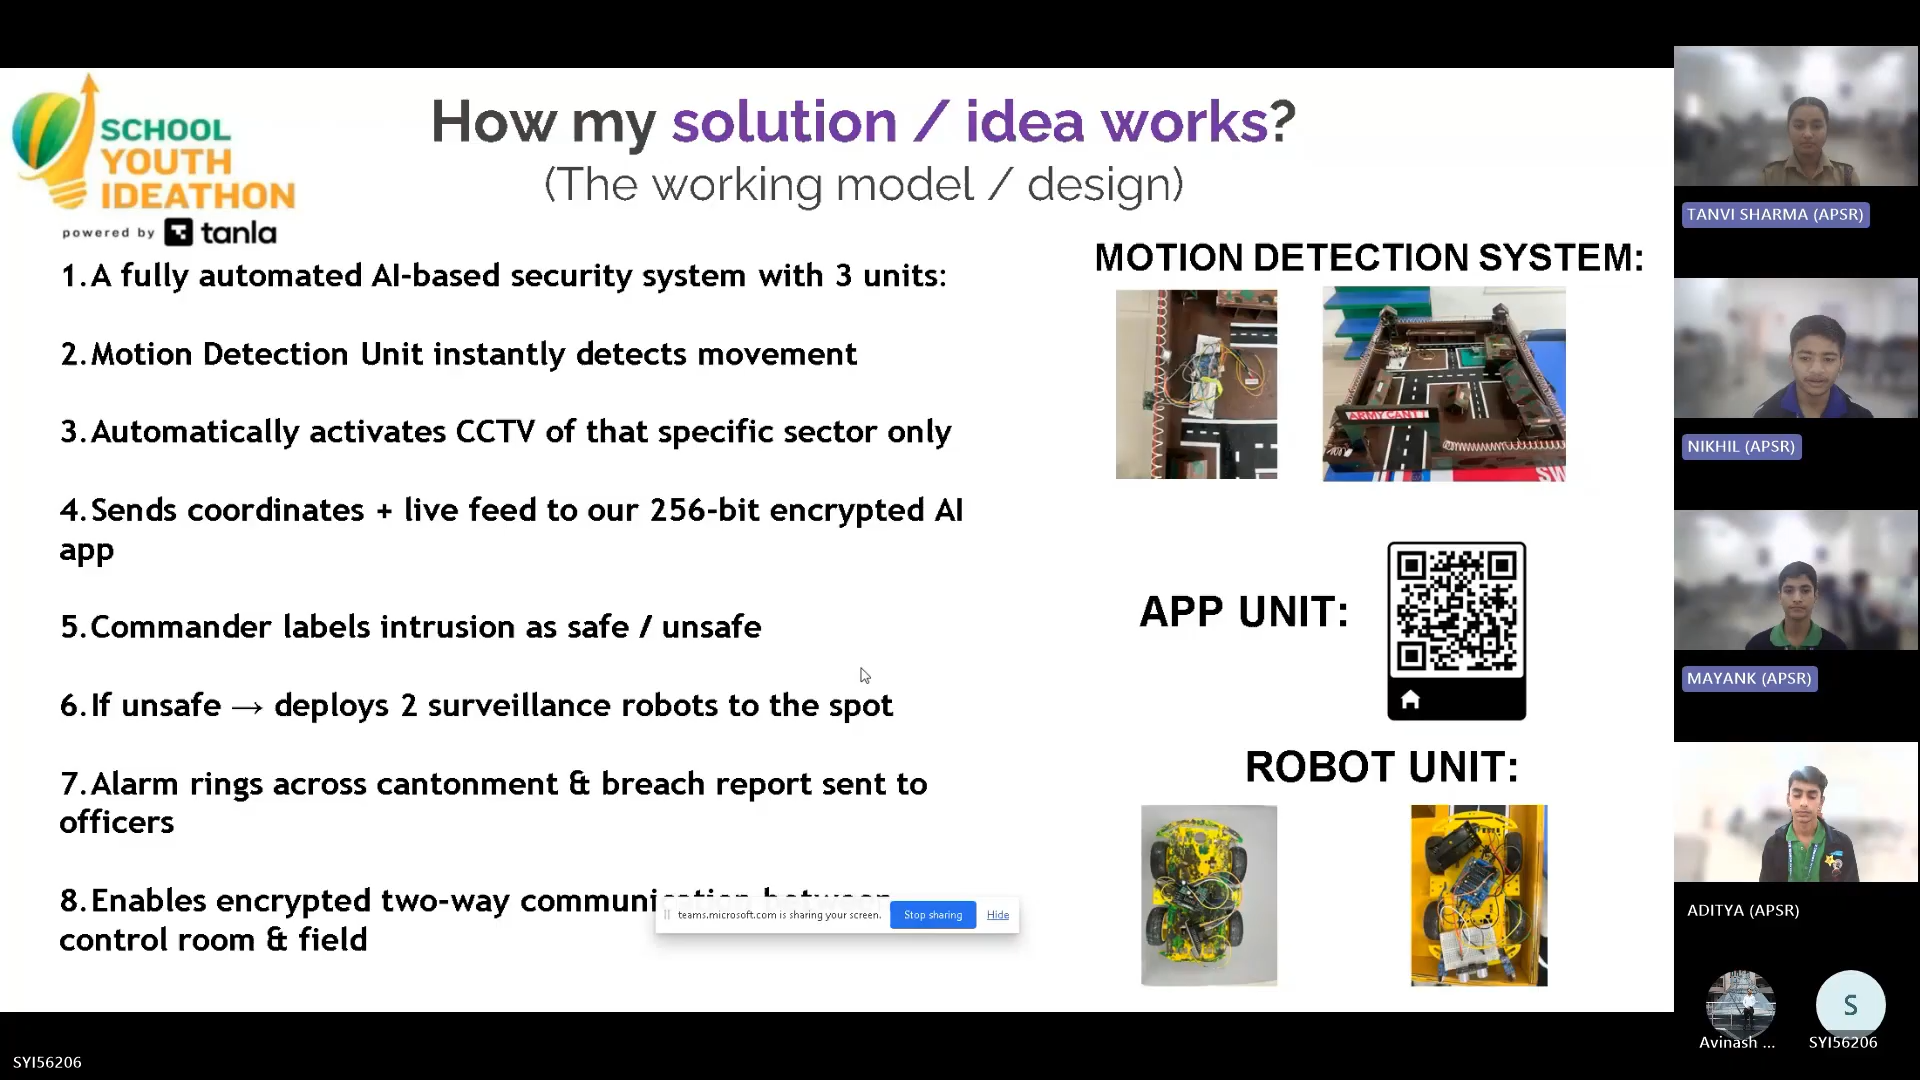 SCHOOL
YOUTH
IDEATHON
powered by tanla
How my solution / idea works?
(The working model / design)
1.A fully automated AI-based security system with 3 units:
2.Motion Detection Unit instantly detects movement
3.Automatically activates CCTV of that specific sector only
4.Sends coordinates + live feed to our 256-bit encrypted AI
app
5.Commander labels intrusion as safe / unsafe
6.If unsafe → deploys 2 surveillance robots to the spot
7.Alarm rings across cantonment & breach report sent to
officers
8.Enables encrypted two-way communication between
control room & field
teams.microsoft.com is sharing your screen.
Stop sharing
Hide
MOTION DETECTION SYSTEM:
ARMY CANTT
SW
APP UNIT:
ROBOT UNIT:
TANVI SHARMA (APSR)
NIKHIL (APSR)
MAYANK (APSR)
ADITYA (APSR)
S
Avinash ...
SYI56206
SYI56206